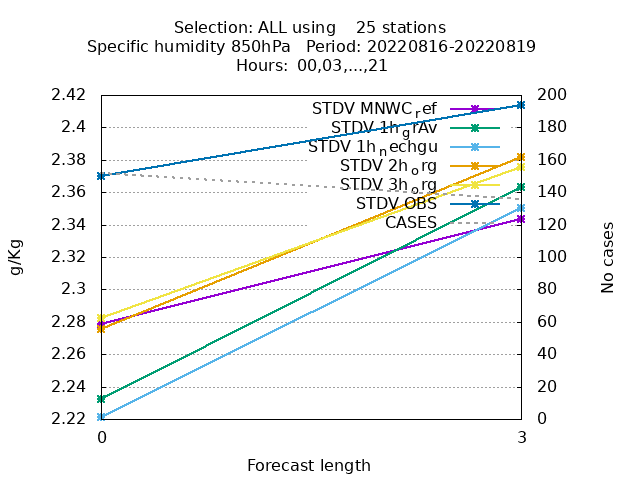 Selection: ALL using    25 stations
Specific humidity 850hPa   Period: 20220816-20220819
Hours: 00,03,...,21
2.42
2.4
2.38
2.36
2.34
2.32
2.3
2.28
2.26
2.24
2.22
g/Kg
STDV MNWC_ref
STDV 1h_grAv
STDV 1h_nechgu
STDV 2h_org
STDV 3h_org
STDV OBS
CASES
200
180
160
140
120
100
80
60
40
20
0
No cases
0
3
Forecast length